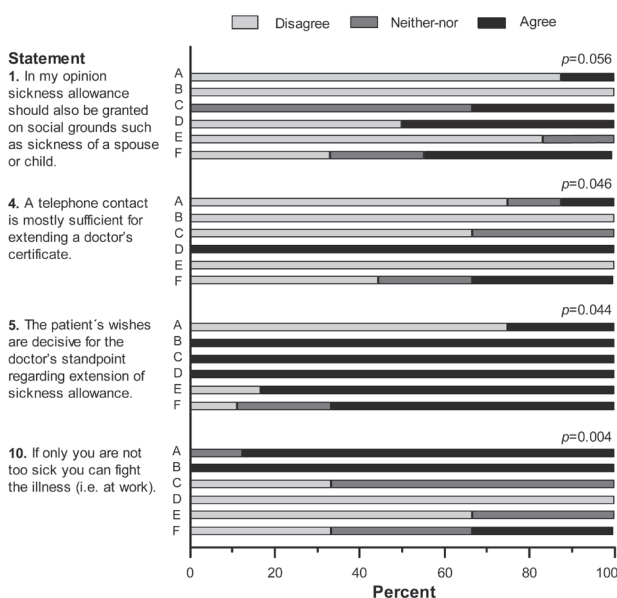 Disagree Neither-nor Agree
Statement
p=0.056
1. In my opinion
sickness allowance
should also be granted
on social grounds such
as sickness of a spouse
or child.
A
B
C
D
E
F
p=0.046
4. A telephone contact
is mostly sufficient for
extending a doctor's
certificate.
A
B
C
D
E
F
p=0.044
5. The patient´s wishes
are decisive for the
doctor's standpoint
regarding extension of
sickness allowance.
A
B
C
D
E
F
p=0.004
10. If only you are not
too sick you can fight
the illness (i.e. at work).
A
B
C
D
E
F
0 20 40 60 80 100
Percent